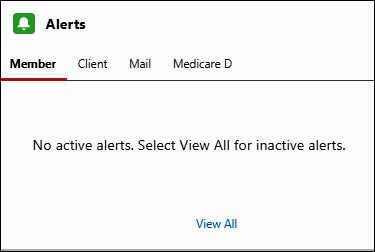 Alerts
Member Client Mail Medicare D
No active alerts. Select View All for inactive alerts.
View All